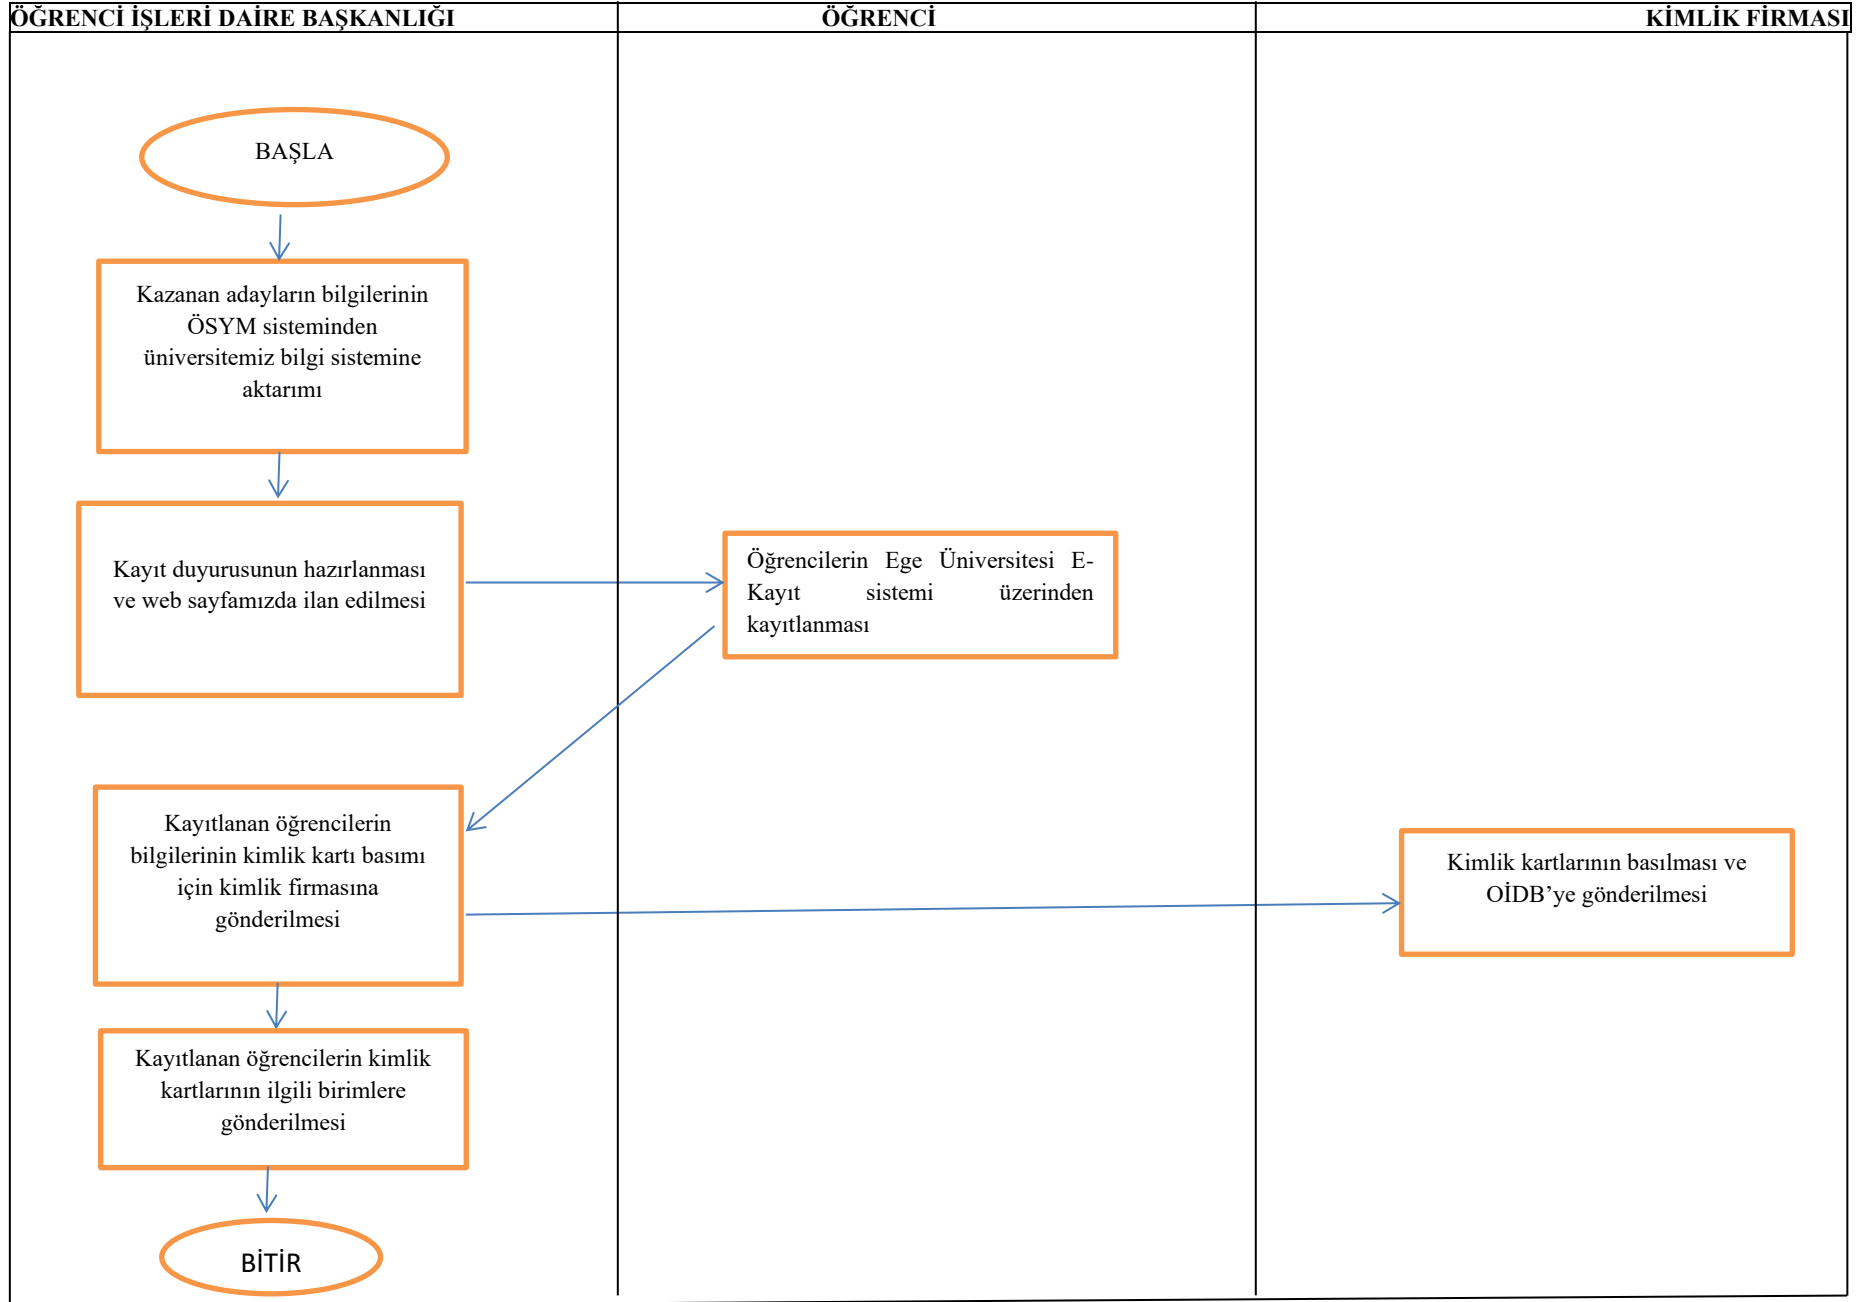 ÖĞRENCİ İŞLERİ DAİRE BAŞKANLIĞI
ÖĞRENCİ
KİMLİK FİRMASI
BAŞLA
Kazanan adayların bilgilerinin
ÖSYM sisteminden
üniversitemiz bilgi sistemine
aktarımı
Kayıt duyurusunun hazırlanması
ve web sayfamızda ilan edilmesi
Öğrencilerin Ege Üniversitesi E-
Kayıt sistemi üzerinden
kayıtlanması
Kayıtlanan öğrencilerin
bilgilerinin kimlik kartı basımı
için kimlik firmasına
gönderilmesi
Kimlik kartlarının basılması ve
OİDB’ye gönderilmesi
Kayıtlanan öğrencilerin kimlik
kartlarının ilgili birimlere
gönderilmesi
BİTİR